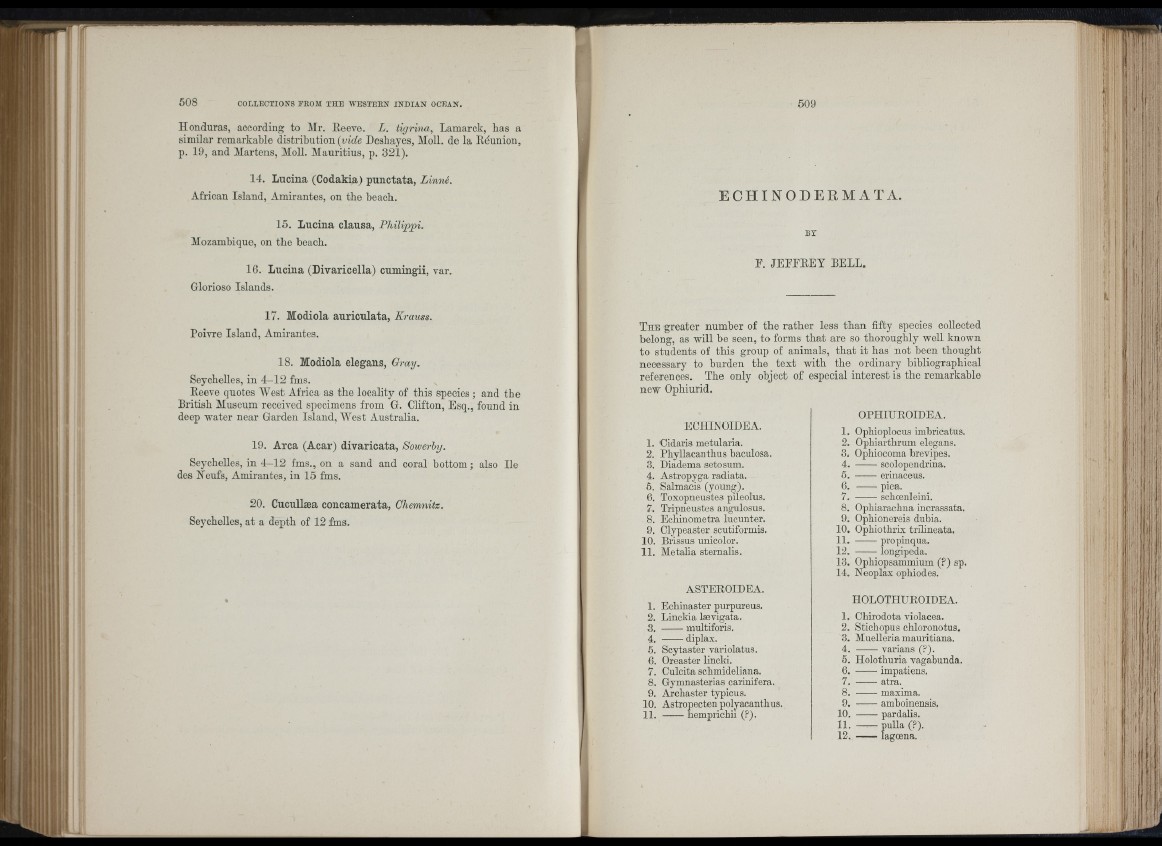 508 COLLECTIONS FROM THE WESTERN INDIAN OCEAN.
Honduras, according to Mr. Reeve. L. tigrina, Lamarck, has a
similar remarkable distribution (vide Deshayes, Moll. de la Réunion,
p. 19, and Martens, Moll. Mauritius, p. 321).
14. Lucina (Codakia) punctata, Linné.
African Island, Amirantes, on the beach.
15. Lucina clausa, Philippi.
Mozambique, on the beach.
16. Lucina (Divaricella) cumingii, var.
Glorioso Islands.
17. Modiola auriculata, Krauss.
Poivre Island, Amirantes.
18. Modiola elegans, Gray.
Seychelles, in 4–12 fms.
Reeve quotes West Africa as the locality of this species; and the
British Museum received specimens from G. Clifton, Esq., found in
deep water near Garden Island, West Australia.
19. Arca (Acar) divaricata, Sowerby.
Seychelles, in 4–12 fms., on a sand and coral bottom; also Ile
des Neufs, Amirantes, in 15 fms.
20. Cucullæa concamerata, Chemnitz.
Seychelles, at a depth of 12 fms.
509
ECHINODERMATA.
BY
F. JEFFREY BELL.
THE greater number of the rather less than fifty species collected
belong, as will be seen, to forms that are so thoroughly well known
to students of this group of animals, that it has not been thought
necessary to burden the text with the ordinary bibliographical
references. The only object of especial interest is the remarkable
new Ophiurid.
ECHINOIDEA.
1. Cidaris metularia.
2. Phyllacanthus baculosa.
3. Diadema setosum.
4. Astropyga radiata.
5. Salmacis (young).
6. Toxopneustes pileolus.
7. Tripneustes angulosus.
8. Echinometra lucunter.
9. Clypeaster scutiformis.
10. Brissus unicolor.
11. Metalia sternalis.
ASTEROIDEA.
1. Echinaster purpureus.
2. Linckia lævigata.
3. —— multiforis.
4. —— diplax.
5. Scytaster variolatus.
6. Oreaster lincki.
7. Culcita schmideliana.
8. Gymnasterias carinifera.
9. Archaster typicus.
10. Astropecten polyacanthus.
11. —— hemprichii (?).
OPHIUROIDEA.
1. Ophioplocus imbricatus.
2. Ophiarthrum elegans.
3. Ophiocoma brevipes.
4. —— scolopendrina.
5. —— erinaceus.
6. —— pica.
7. —— schœnleini.
8. Ophiarachna incrassata.
9. Ophionereis dubia.
10. Ophiothrix trilineata.
11. —— propinqua.
12. —— longipeda.
13. Ophiopsammium (?) sp.
14. Neoplax ophiodes.
HOLOTHUROIDEA.
1. Chirodota violacea.
2. Stichopus chloronotus.
3. Muelleria mauritiana.
4. —— varians (?).
5. Holothuria vagabunda.
6. —— impatiens.
7. —— atra.
8. —— maxima.
9. —— amboinensis.
10. —— pardalis.
11. —— pulla (?).
12. —— lagœna.